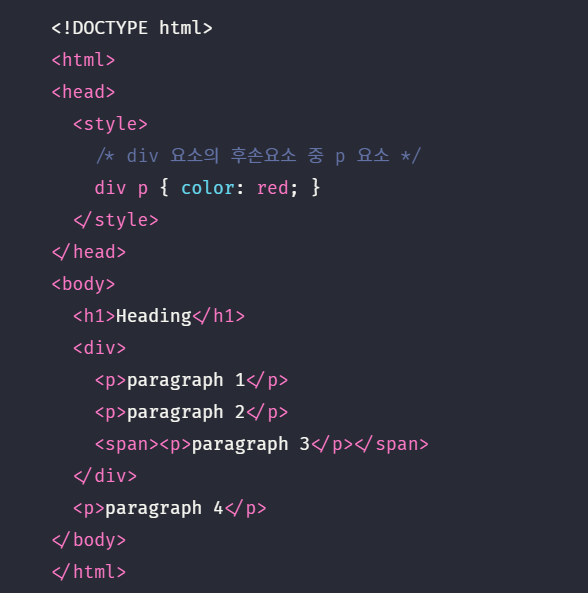 <!DOCTYPE html>
<html>
<head>
  <style>
    /* div 요소의 후손요소 중 p 요소 */
    div p { color: red; }
  </style>
</head>
<body>
  <h1>Heading</h1>
  <div>
    <p>paragraph 1</p>
    <p>paragraph 2</p>
    <span><p>paragraph 3</p></span>
  </div>
  <p>paragraph 4</p>
</body>
</html>